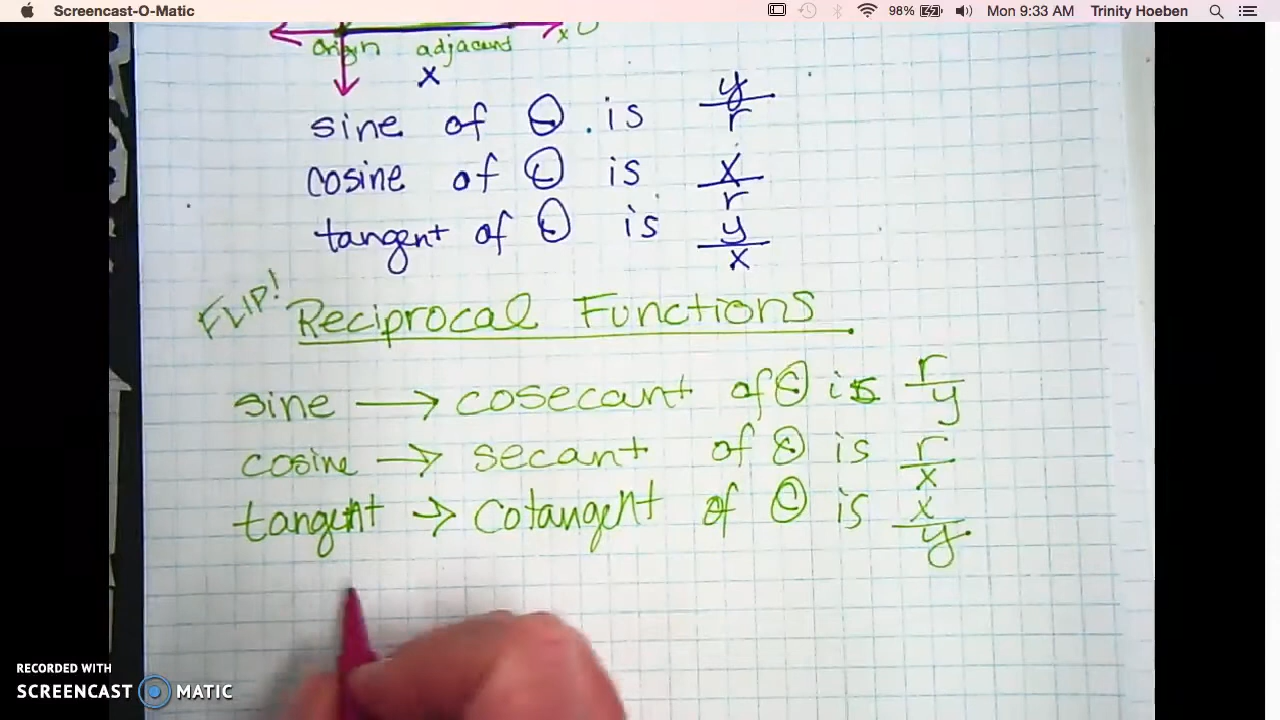 Screencast-O-Matic 98% Mon 9:33 AM Trinity Hoeben
origin adjacent x
x
sine of θ is y/r
cosine of θ is x/r
tangent of θ is y/x
FLIP! Reciprocal Functions
sine → cosecant of θ is r/y
cosine → secant of θ is r/x
tangent → cotangent of θ is x/y
RECORDED WITH
SCREENCAST MATIC